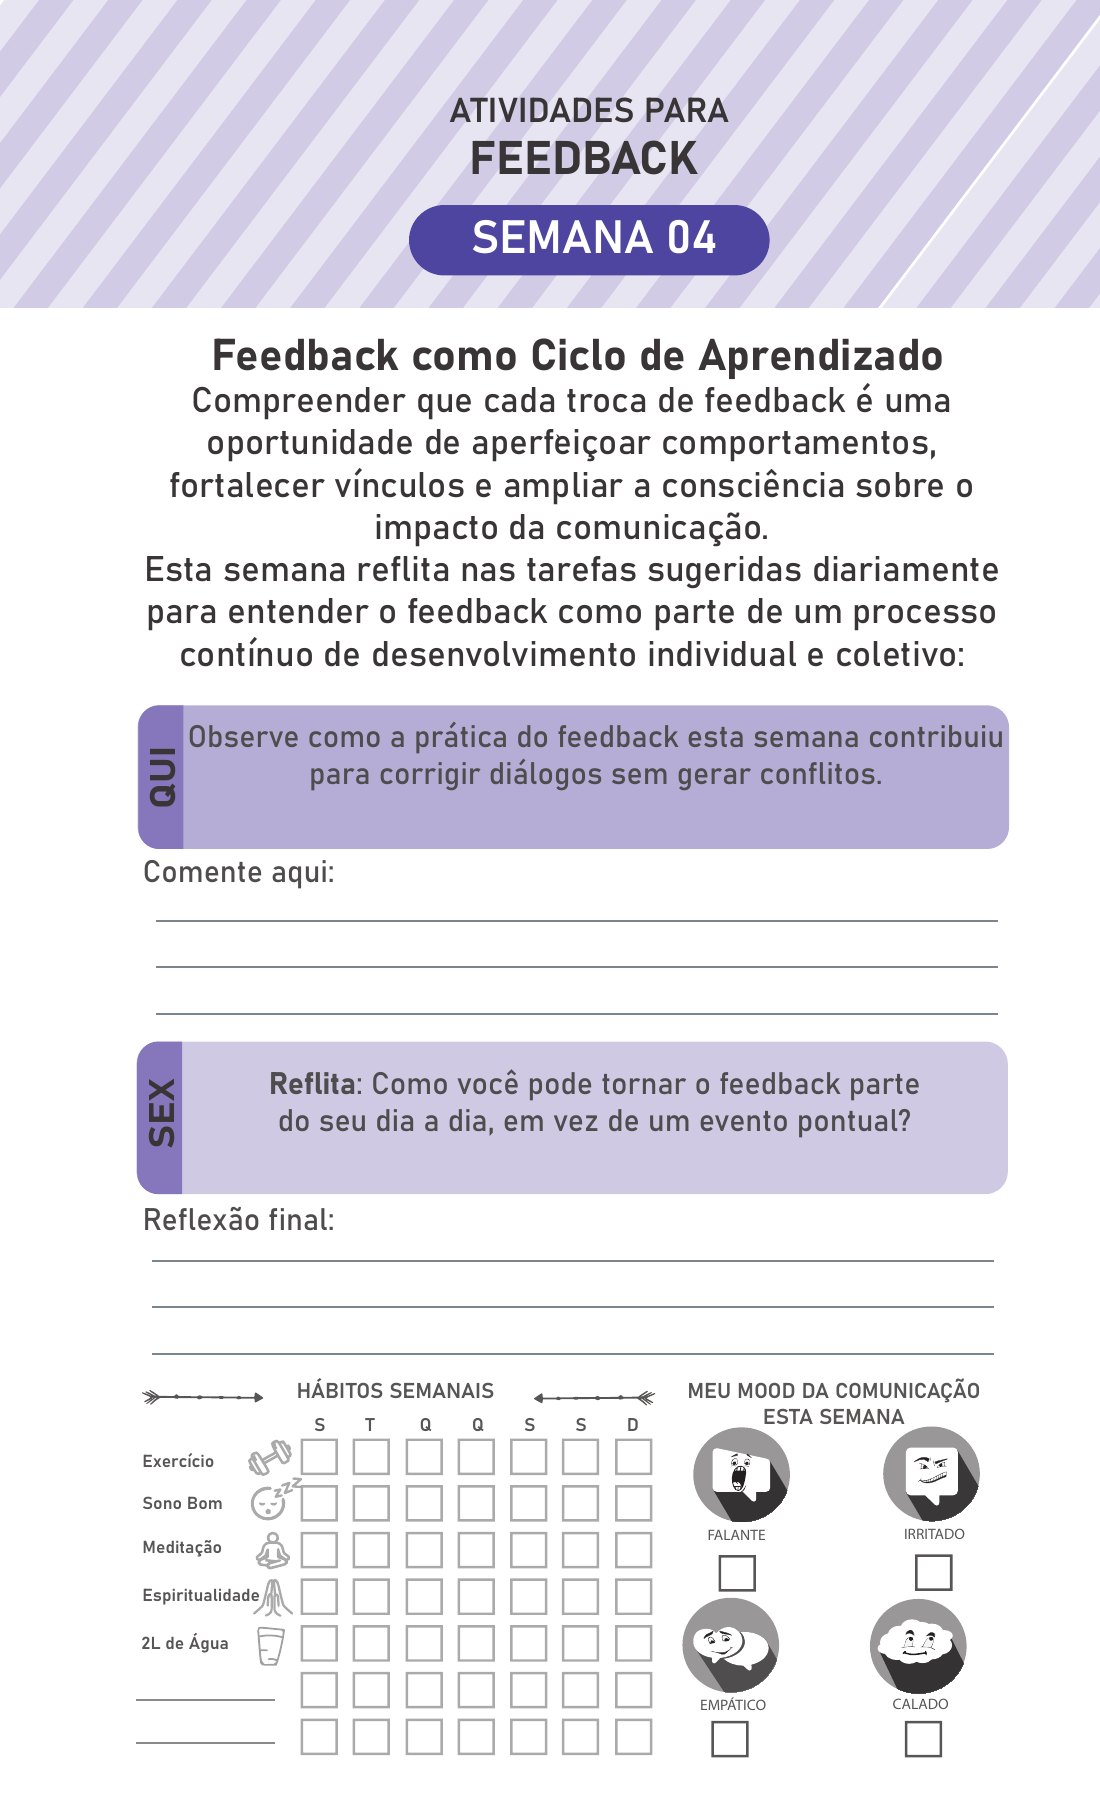 ATIVIDADES PARA
FEEDBACK
SEMANA 04
Feedback como Ciclo de Aprendizado
Compreender que cada troca de feedback é uma
oportunidade de aperfeiçoar comportamentos,
fortalecer vínculos e ampliar a consciência sobre o
impacto da comunicação.
Esta semana reflita nas tarefas sugeridas diariamente
para entender o feedback como parte de um processo
contínuo de desenvolvimento individual e coletivo:
QUI
Observe como a prática do feedback esta semana contribuiu
para corrigir diálogos sem gerar conflitos.
Comente aqui:
SEX
Reflita: Como você pode tornar o feedback parte
do seu dia a dia, em vez de um evento pontual?
Reflexão final:
HÁBITOS SEMANAIS
S T Q Q S S D
Exercício
Sono Bom
zzz
Meditação
Espiritualidade
2L de Água
MEU MOOD DA COMUNICAÇÃO
ESTA SEMANA
FALANTE
IRRITADO
EMPÁTICO
CALADO